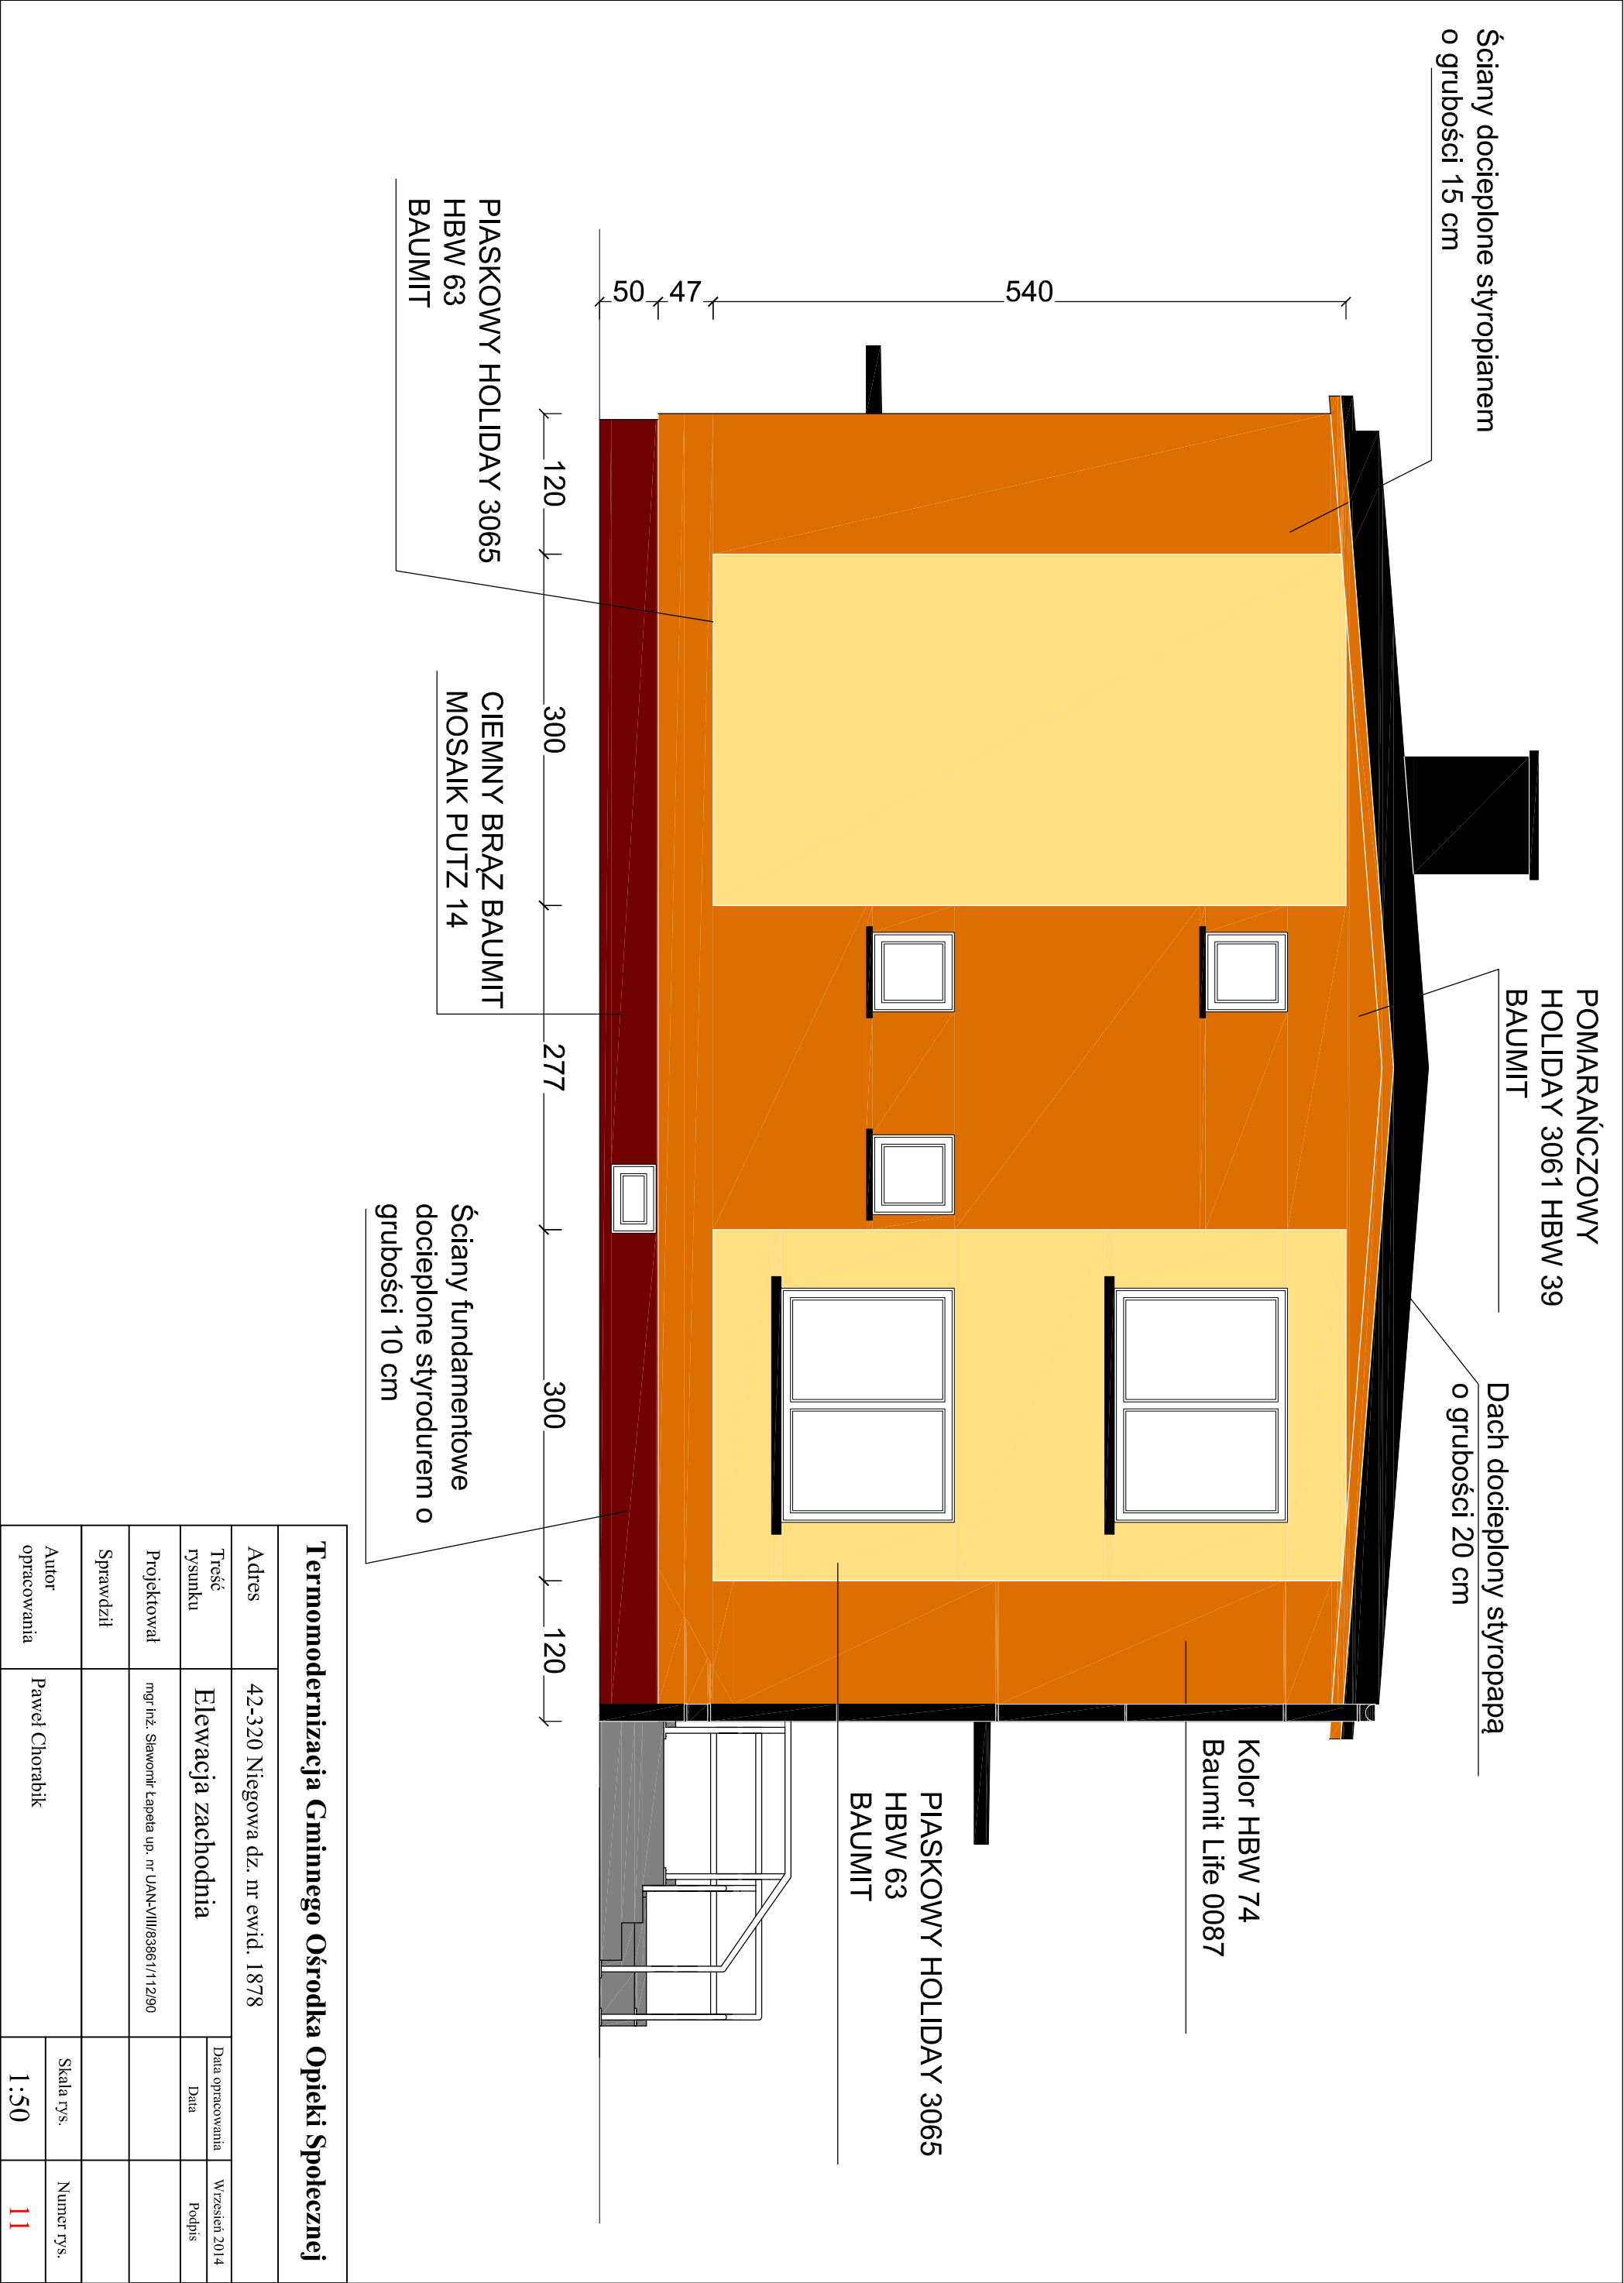 Ściany docieplone styropianem
o grubości 15 cm
POMARAŃCZOWY
HOLIDAY 3061 HBW 39
BAUMIT
Dach docieplony styropapą
o grubości 20 cm
540
47
50
Kolor HBW 74
Baumit Life 0087
PIASKOWY HOLIDAY 3065
HBW 63
BAUMIT
120
300
277
300
120
PIASKOWY HOLIDAY 3065
HBW 63
BAUMIT
CIEMNY BRĄZ BAUMIT
MOSAIK PUTZ 14
Ściany fundamentowe
docieplone styrodurem o
grubości 10 cm
Termomodernizacja Gminnego Ośrodka Opieki Społecznej
Adres
42-320 Niegowa dz. nr ewid. 1878
Treść
rysunku
Elewacja zachodnia
Data opracowania
Wrzesień 2014
Data
Podpis
Projektował
mgr inż. Sławomir Łapeta up. nr UAN-VIII/83861/112/90
Sprawdził
Autor
opracowania
Paweł Chorabik
Skala rys.
Numer rys.
1:50
11